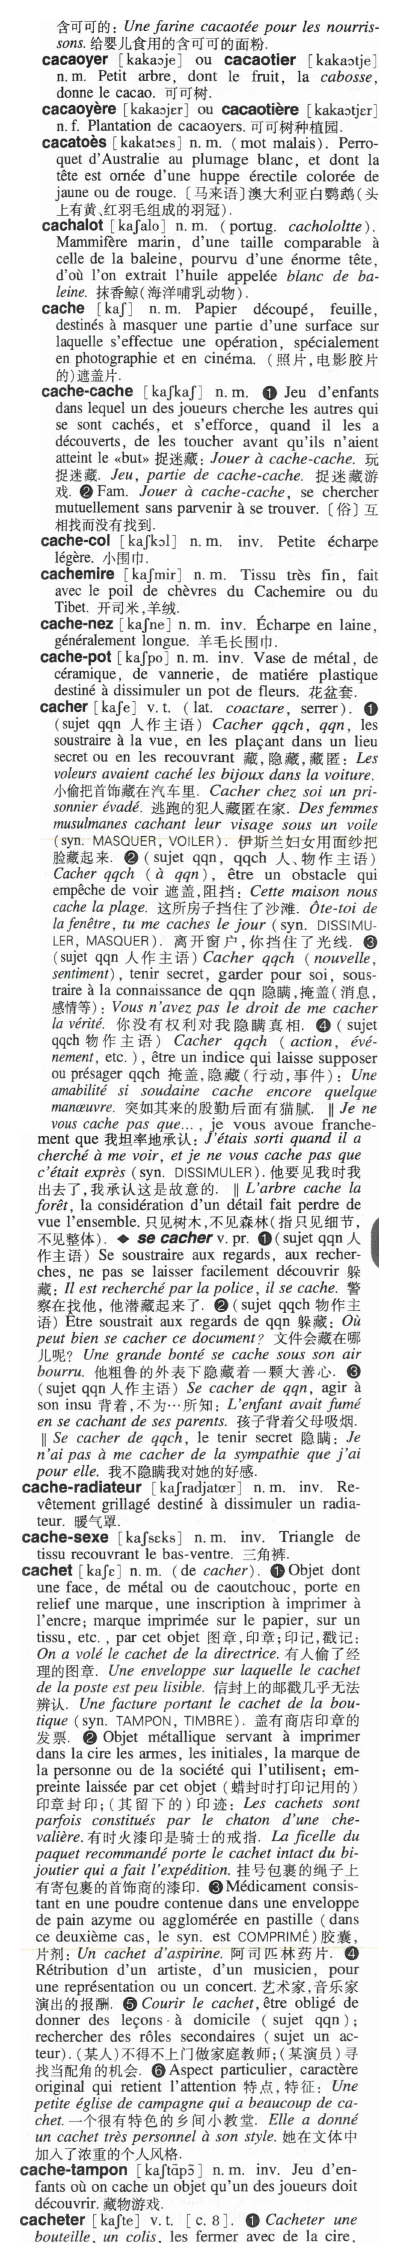 含可可的: Une farine cacaotée pour les nourris-
sons. 给婴儿食用的含可可的面粉.
cacaoyer [kakaɔje] ou cacaotier [kakaɔtje]
n. m. Petit arbre, dont le fruit, la cabosse,
donne le cacao. 可可树.
cacaoyère [kakaɔjɛr] ou cacaotière [kakaɔtjɛr]
n. f. Plantation de cacaoyers. 可可树种植园.
cacatoès [kakatɔɛs] n. m. (mot malais). Perro-
quet d'Australie au plumage blanc, et dont la
tête est ornée d'une huppe érectile colorée de
jaune ou de rouge. 〔马来语〕澳大利亚白鹦鹉(头
上有黄、红羽毛组成的羽冠).
cachalot [kaʃalo] n. m. (portug. cachololtte).
Mammifère marin, d'une taille comparable à
celle de la baleine, pourvu d'une énorme tête,
d'où l'on extrait l'huile appelée blanc de ba-
leine. 抹香鲸(海洋哺乳动物).
cache [kaʃ] n. m. Papier découpé, feuille,
destinés à masquer une partie d'une surface sur
laquelle s'effectue une opération, spécialement
en photographie et en cinéma. (照片,电影胶片
的)遮盖片.
cache-cache [kaʃkaʃ] n. m. ❶ Jeu d'enfants
dans lequel un des joueurs cherche les autres qui
se sont cachés, et s'efforce, quand il les a
découverts, de les toucher avant qu'ils n'aient
atteint le «but» 捉迷藏: Jouer à cache-cache. 玩
捉迷藏. Jeu, partie de cache-cache. 捉迷藏游
戏. ❷ Fam. Jouer à cache-cache, se chercher
mutuellement sans parvenir à se trouver. 〔俗〕互
相找而没有找到.
cache-col [kaʃkɔl] n. m. inv. Petite écharpe
légère. 小围巾.
cachemire [kaʃmir] n. m. Tissu très fin, fait
avec le poil de chèvres du Cachemire ou du
Tibet. 开司米,羊绒.
cache-nez [kaʃne] n. m. inv. Écharpe en laine,
généralement longue. 羊毛长围巾.
cache-pot [kaʃpo] n. m. inv. Vase de métal, de
céramique, de vannerie, de matiére plastique
destiné à dissimuler un pot de fleurs. 花盆套.
cacher [kaʃe] v. t. (lat. coactare, serrer). ❶
(sujet qqn 人作主语) Cacher qqch, qqn, les
soustraire à la vue, en les plaçant dans un lieu
secret ou en les recouvrant 藏,隐藏,藏匿: Les
voleurs avaient caché les bijoux dans la voiture.
小偷把首饰藏在汽车里. Cacher chez soi un pri-
sonnier évadé. 逃跑的犯人藏匿在家. Des femmes
musulmanes cachant leur visage sous un voile
(syn. MASQUER, VOILER). 伊斯兰妇女用面纱把
脸藏起来. ❷ (sujet qqn, qqch 人、物作主语)
Cacher qqch (à qqn), être un obstacle qui
empêche de voir 遮盖,阻挡: Cette maison nous
cache la plage. 这所房子挡住了沙滩. Ôte-toi de
la fenêtre, tu me caches le jour (syn. DISSIMU-
LER, MASQUER). 离开窗户,你挡住了光线. ❸
(sujet qqn 人作主语) Cacher qqch (nouvelle,
sentiment), tenir secret, garder pour soi, sous-
traire à la connaissance de qqn 隐瞒,掩盖(消息,
感情等): Vous n'avez pas le droit de me cacher
la vérité. 你没有权利对我隐瞒真相. ❹ (sujet
qqch 物作主语) Cacher qqch (action, évé-
nement, etc.), être un indice qui laisse supposer
ou présager qqch 掩盖,隐藏(行动,事件): Une
amabilité si soudaine cache encore quelque
manœuvre. 突如其来的殷勤后面有猫腻. ‖ Je ne
vous cache pas que..., je vous avoue franche-
ment que 我坦率地承认: J'étais sorti quand il a
cherché à me voir, et je ne vous cache pas que
c'était exprès (syn. DISSIMULER). 他要见我时我
出去了,我承认这是故意的. ‖ L'arbre cache la
forêt, la considération d'un détail fait perdre de
vue l'ensemble. 只见树木,不见森林(指只见细节,
不见整体). ◆ se cacher v. pr. ❶ (sujet qqn 人
作主语) Se soustraire aux regards, aux recher-
ches, ne pas se laisser facilement découvrir 躲
藏: Il est recherché par la police, il se cache. 警
察在找他, 他潜藏起来了. ❷ (sujet qqch 物作主
语) Être soustrait aux regards de qqn 躲藏: Où
peut bien se cacher ce document? 文件会藏在哪
儿呢? Une grande bonté se cache sous son air
bourru. 他粗鲁的外表下隐藏着一颗大善心. ❸
(sujet qqn 人作主语) Se cacher de qqn, agir à
son insu 背着,不为…所知: L'enfant avait fumé
en se cachant de ses parents. 孩子背着父母吸烟.
‖ Se cacher de qqch, le tenir secret 隐瞒: Je
n'ai pas à me cacher de la sympathie que j'ai
pour elle. 我不隐瞒我对她的好感.
cache-radiateur [kaʃradjatœr] n. m. inv. Re-
vêtement grillagé destiné à dissimuler un radia-
teur. 暖气罩.
cache-sexe [kaʃsɛks] n. m. inv. Triangle de
tissu recouvrant le bas-ventre. 三角裤.
cachet [kaʃɛ] n. m. (de cacher). ❶ Objet dont
une face, de métal ou de caoutchouc, porte en
relief une marque, une inscription à imprimer à
l'encre; marque imprimée sur le papier, sur un
tissu, etc., par cet objet 图章,印章;印记,戳记:
On a volé le cachet de la directrice. 有人偷了经
理的图章. Une enveloppe sur laquelle le cachet
de la poste est peu lisible. 信封上的邮戳几乎无法
辨认. Une facture portant le cachet de la bou-
tique (syn. TAMPON, TIMBRE). 盖有商店印章的
发票. ❷ Objet métallique servant à imprimer
dans la cire les armes, les initiales, la marque de
la personne ou de la société qui l'utilisent; em-
preinte laissée par cet objet (蜡封时打印记用的)
印章封印;(其留下的)印迹: Les cachets sont
parfois constitués par le chaton d'une che-
valière. 有时火漆印是骑士的戒指. La ficelle du
paquet recommandé porte le cachet intact du bi-
joutier qui a fait l'expédition. 挂号包裹的绳子上
有寄包裹的首饰商的漆印. ❸ Médicament consis-
tant en une poudre contenue dans une enveloppe
de pain azyme ou agglomérée en pastille (dans
ce deuxième cas, le syn. est COMPRIMÉ) 胶囊,
片剂: Un cachet d'aspirine. 阿司匹林药片. ❹
Rétribution d'un artiste, d'un musicien, pour
une représentation ou un concert. 艺术家,音乐家
演出的报酬. ❺ Courir le cachet, être obligé de
donner des leçons à domicile (sujet qqn);
rechercher des rôles secondaires (sujet un ac-
teur). (某人)不得不上门做家庭教师;(某演员)寻
找当配角的机会. ❻ Aspect particulier, caractère
original qui retient l'attention 特点,特征: Une
petite église de campagne qui a beaucoup de ca-
chet. 一个很有特色的乡间小教堂. Elle a donné
un cachet très personnel à son style. 她在文体中
加入了浓重的个人风格.
cache-tampon [kaʃtɑ̃pɔ̃] n. m. inv. Jeu d'en-
fants où on cache un objet qu'un des joueurs doit
découvrir. 藏物游戏.
cacheter [kaʃte] v. t. [c. 8]. ❶ Cacheter une
bouteille, un colis, les fermer avec de la cire,